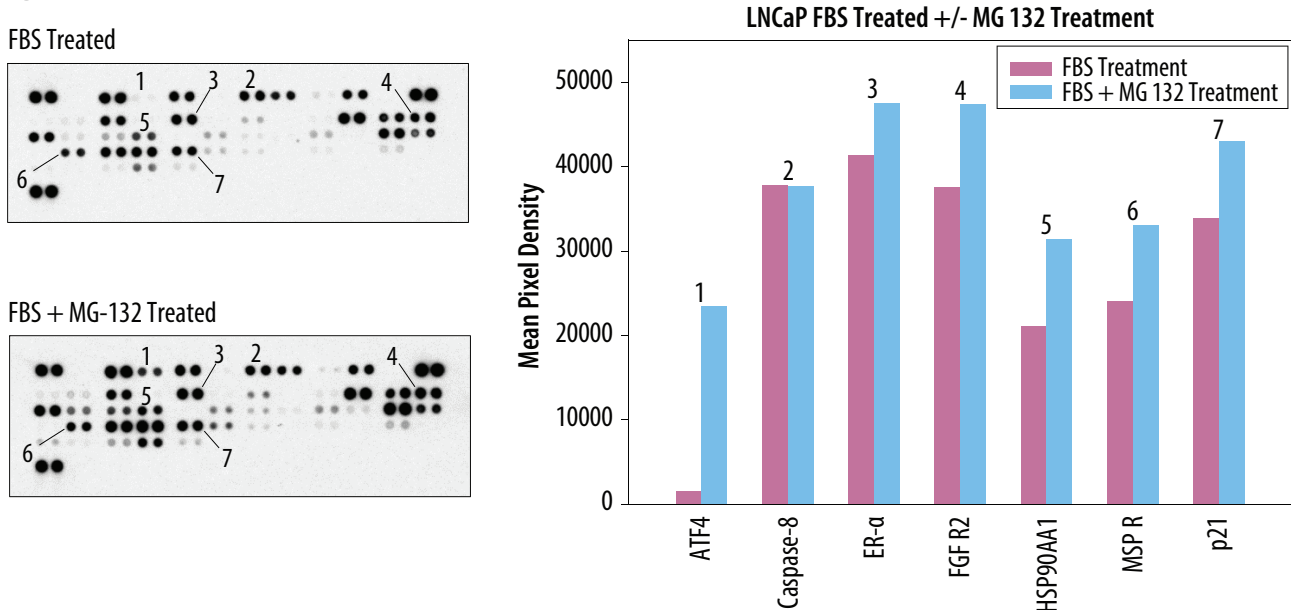 FBS Treated
1
2
3
4
5
6
7
FBS + MG-132 Treated
1
2
3
4
5
6
7
LNCaP FBS Treated +/- MG 132 Treatment
FBS Treatment
FBS + MG 132 Treatment
Mean Pixel Density
50000
40000
30000
20000
10000
0
1
2
3
4
5
6
7
ATF4
Caspase-8
ER-α
FGF R2
HSP90AA1
MSP R
p21